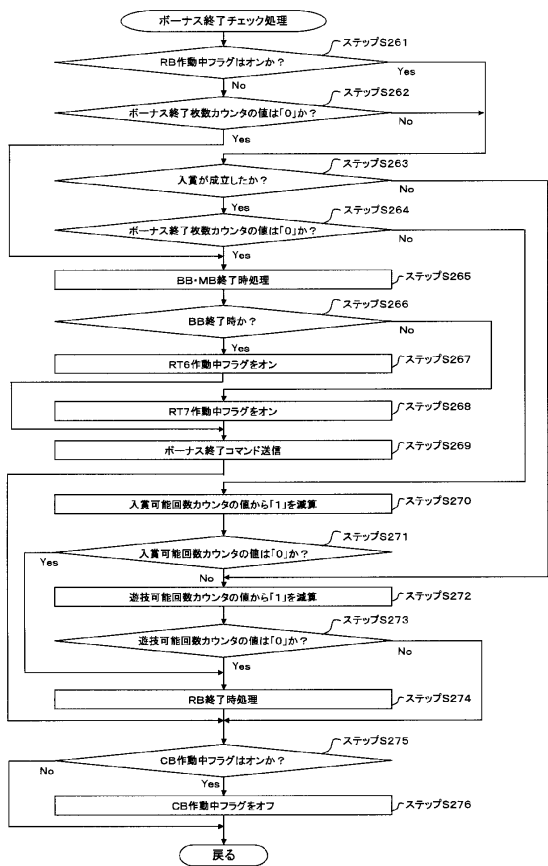 ボーナス終了チェック処理
ステップS261
RB作動中フラグはオンか？
Yes
No
ステップS262
ボーナス終了枚数カウンタの値は「0」か？
No
Yes
ステップS263
入賞が成立したか？
No
Yes
ステップS264
ボーナス終了枚数カウンタの値は「0」か？
No
Yes
BB・MB終了時処理
ステップS265
ステップS266
BB終了時か？
No
Yes
RT6作動中フラグをオン
ステップS267
RT7作動中フラグをオン
ステップS268
ボーナス終了コマンド送信
ステップS269
入賞可能回数カウンタの値から「1」を減算
ステップS270
ステップS271
入賞可能回数カウンタの値は「0」か？
Yes
No
遊技可能回数カウンタの値から「1」を減算
ステップS272
ステップS273
遊技可能回数カウンタの値は「0」か？
No
Yes
RB終了時処理
ステップS274
ステップS275
CB作動中フラグはオンか？
No
Yes
CB作動中フラグをオフ
ステップS276
戻る